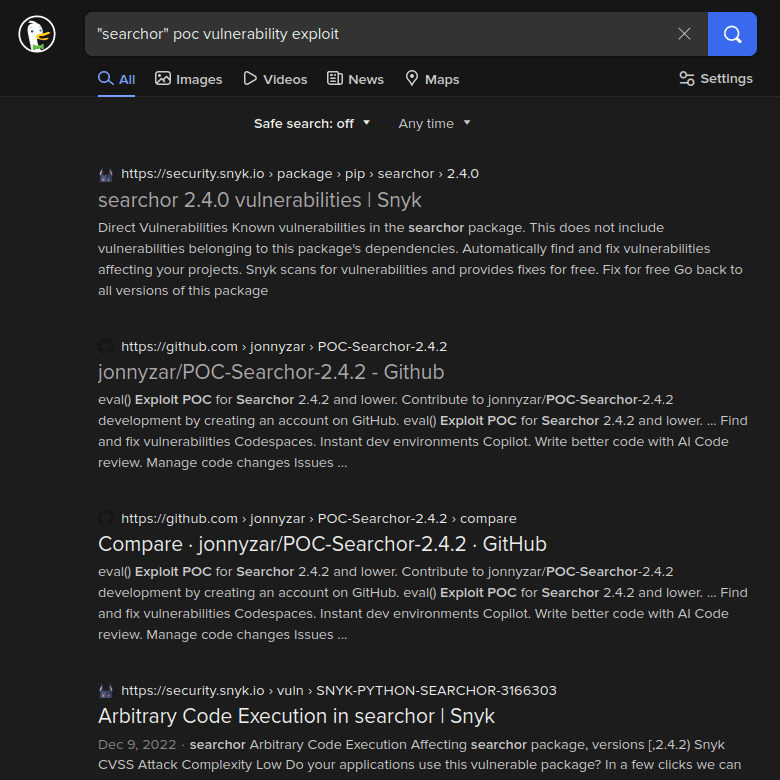 "searchor" poc vulnerability exploit
All Images Videos News Maps Settings
Safe search: off Any time
https://security.snyk.io › package › pip › searchor › 2.4.0
searchor 2.4.0 vulnerabilities | Snyk
Direct Vulnerabilities Known vulnerabilities in the searchor package. This does not include
vulnerabilities belonging to this package's dependencies. Automatically find and fix vulnerabilities
affecting your projects. Snyk scans for vulnerabilities and provides fixes for free. Fix for free Go back to
all versions of this package
https://github.com › jonnyzar › POC-Searchor-2.4.2
jonnyzar/POC-Searchor-2.4.2 - Github
eval() Exploit POC for Searchor 2.4.2 and lower. Contribute to jonnyzar/POC-Searchor-2.4.2
development by creating an account on GitHub. eval() Exploit POC for Searchor 2.4.2 and lower. ... Find
and fix vulnerabilities Codespaces. Instant dev environments Copilot. Write better code with AI Code
review. Manage code changes Issues ...
https://github.com › jonnyzar › POC-Searchor-2.4.2 › compare
Compare · jonnyzar/POC-Searchor-2.4.2 · GitHub
eval() Exploit POC for Searchor 2.4.2 and lower. Contribute to jonnyzar/POC-Searchor-2.4.2
development by creating an account on GitHub. eval() Exploit POC for Searchor 2.4.2 and lower. ... Find
and fix vulnerabilities Codespaces. Instant dev environments Copilot. Write better code with AI Code
review. Manage code changes Issues ...
https://security.snyk.io › vuln › SNYK-PYTHON-SEARCHOR-3166303
Arbitrary Code Execution in searchor | Snyk
Dec 9, 2022 · searchor Arbitrary Code Execution Affecting searchor package, versions [,2.4.2) Snyk
CVSS Attack Complexity Low Do your applications use this vulnerable package? In a few clicks we can